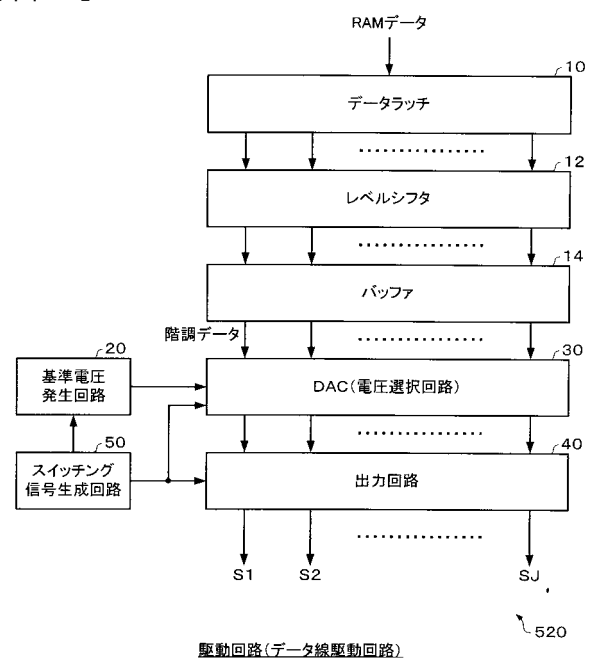 RAMデータ
10
データラッチ
12
レベルシフタ
14
バッファ
階調データ
20
基準電圧
発生回路
30
DAC(電圧選択回路)
50
スイッチング
信号生成回路
40
出力回路
S1 S2 SJ
520
駆動回路(データ線駆動回路)